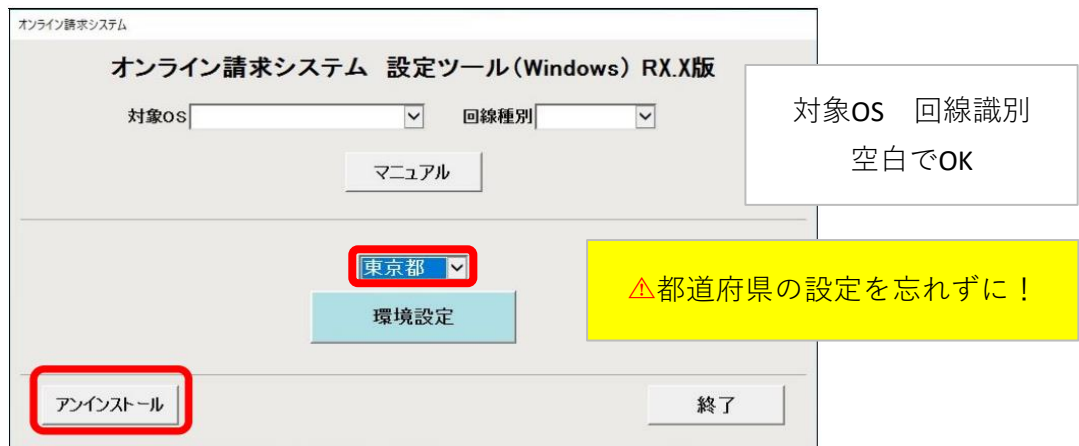 オンライン請求システム
オンライン請求システム 設定ツール(Windows) RX.X版
対象OS 回線種別
マニュアル
対象OS 回線識別
空白でOK
東京都
⚠都道府県の設定を忘れずに！
環境設定
アンインストール
終了